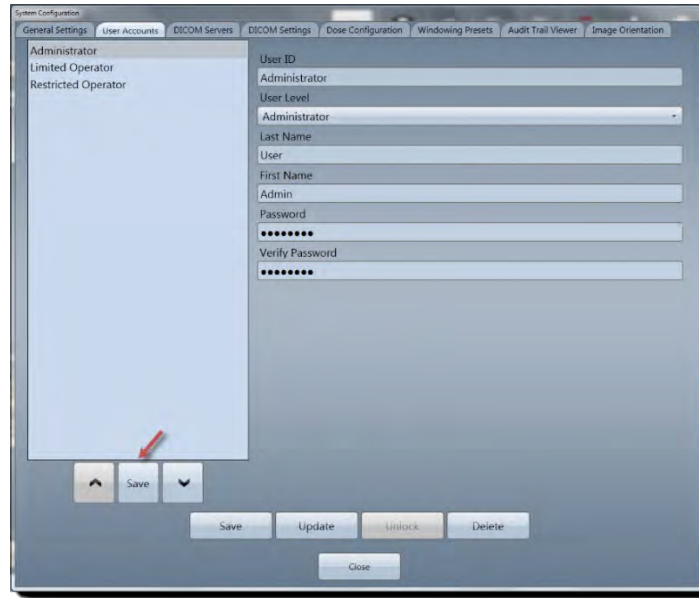 System Configuration
General Settings User Accounts DICOM Servers DICOM Settings Dose Configuration Windowing Presets Audit Trail Viewer Image Orientation
Administrator
Limited Operator
Restricted Operator
User ID
Administrator
User Level
Administrator
Last Name
User
First Name
Admin
Password
••••••••
Verify Password
••••••••
Save
Save Update Unlock Delete
Close